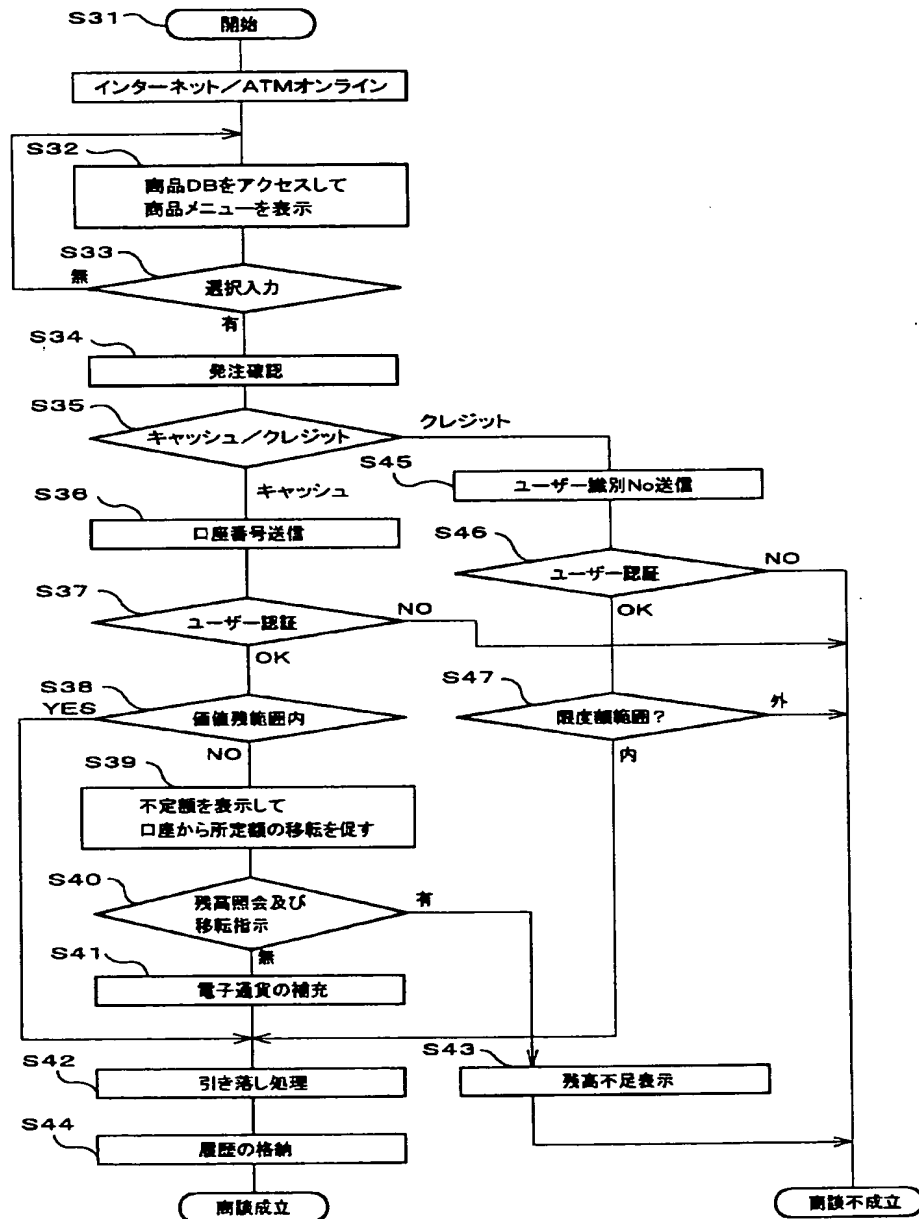 S31
開始
インターネット/ATMオンライン
S32
商品DBをアクセスして
商品メニューを表示
S33
無
選択入力
有
S34
発注確認
S35
キャッシュ/クレジット
クレジット
キャッシュ
S45
ユーザー識別No送信
S36
口座番号送信
S46
ユーザー認証
NO
OK
S37
ユーザー認証
NO
OK
S38
YES
価値残範囲内
NO
S47
限度額範囲?
外
内
S39
不定額を表示して
口座から所定額の移転を促す
S40
残高照会及び
移転指示
有
無
S41
電子通貨の補充
S42
引き落し処理
S43
残高不足表示
S44
履歴の格納
商談成立
商談不成立